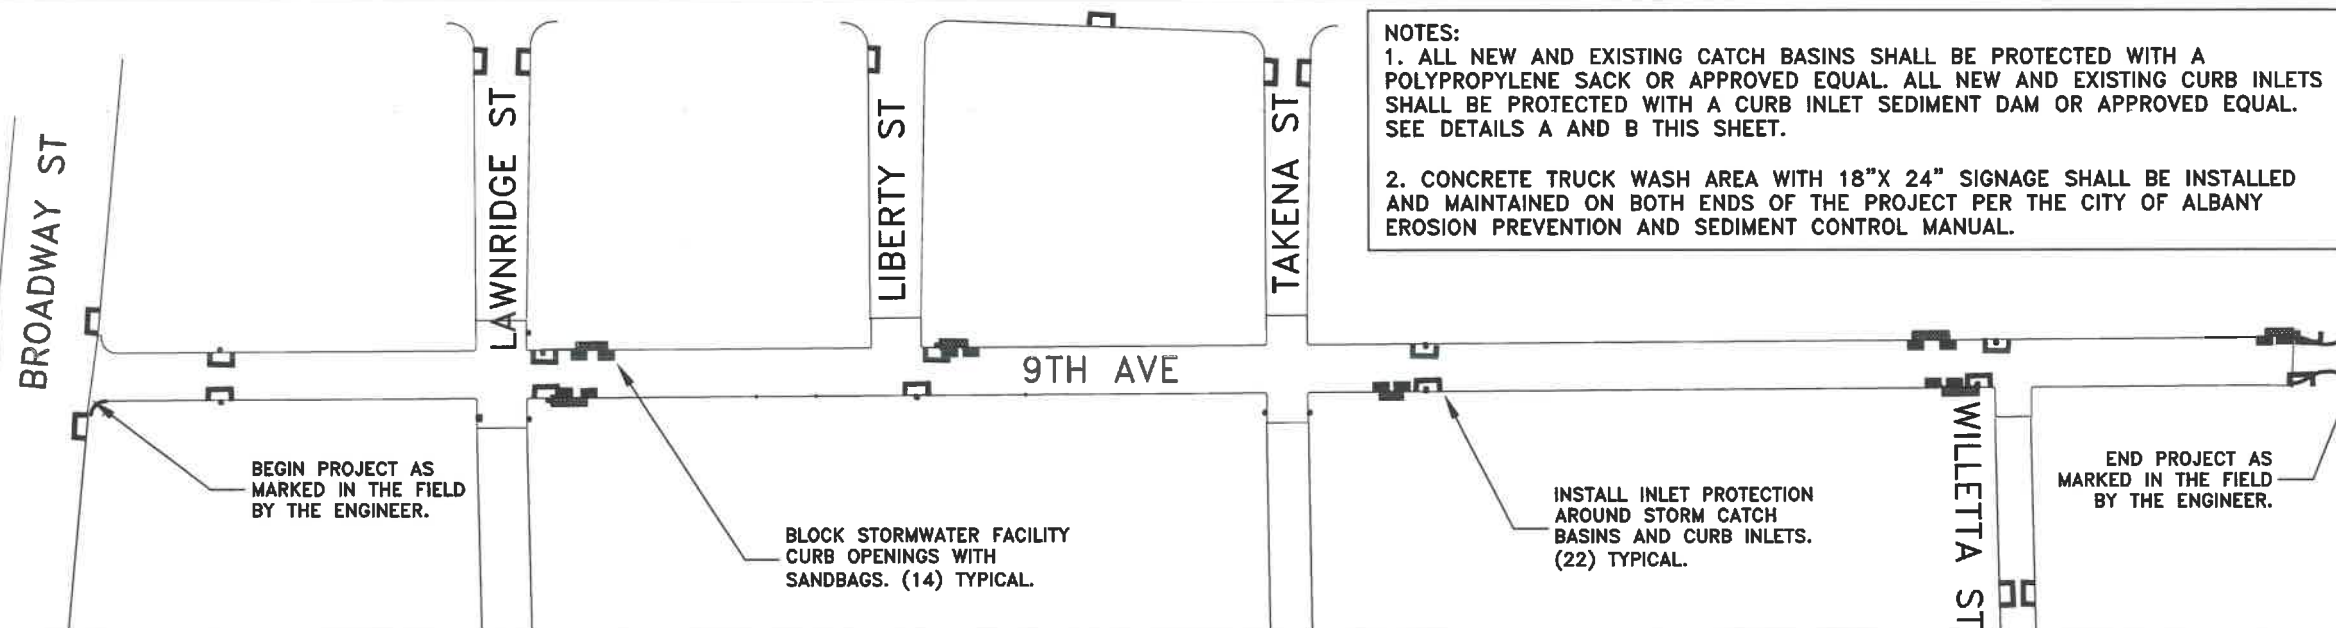 NOTES:
1. ALL NEW AND EXISTING CATCH BASINS SHALL BE PROTECTED WITH A
POLYPROPYLENE SACK OR APPROVED EQUAL. ALL NEW AND EXISTING CURB INLETS
SHALL BE PROTECTED WITH A CURB INLET SEDIMENT DAM OR APPROVED EQUAL.
SEE DETAILS A AND B THIS SHEET.
2. CONCRETE TRUCK WASH AREA WITH 18"X 24" SIGNAGE SHALL BE INSTALLED
AND MAINTAINED ON BOTH ENDS OF THE PROJECT PER THE CITY OF ALBANY
EROSION PREVENTION AND SEDIMENT CONTROL MANUAL.
BROADWAY ST
LAWNRIDGE ST
LIBERTY ST
TAKENA ST
9TH AVE
WILLETTA ST
BEGIN PROJECT AS
MARKED IN THE FIELD
BY THE ENGINEER.
BLOCK STORMWATER FACILITY
CURB OPENINGS WITH
SANDBAGS. (14) TYPICAL.
INSTALL INLET PROTECTION
AROUND STORM CATCH
BASINS AND CURB INLETS.
(22) TYPICAL.
END PROJECT AS
MARKED IN THE FIELD
BY THE ENGINEER.